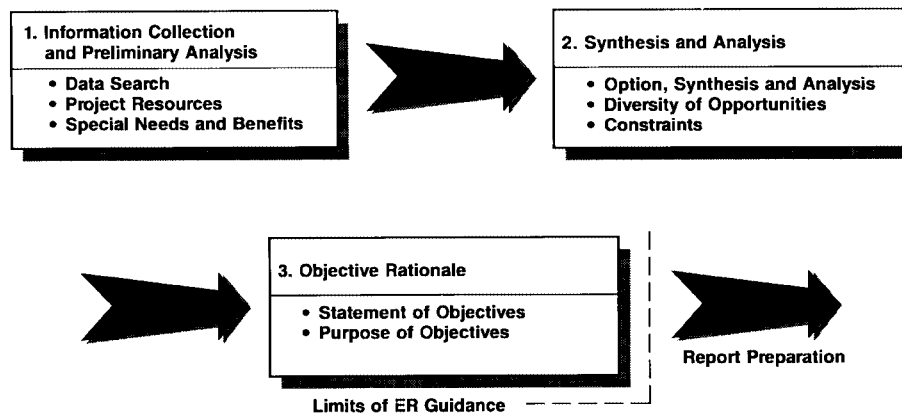 1. Information Collection
and Preliminary Analysis
• Data Search
• Project Resources
• Special Needs and Benefits
2. Synthesis and Analysis
• Option, Synthesis and Analysis
• Diversity of Opportunities
• Constraints
3. Objective Rationale
• Statement of Objectives
• Purpose of Objectives
Report Preparation
Limits of ER Guidance